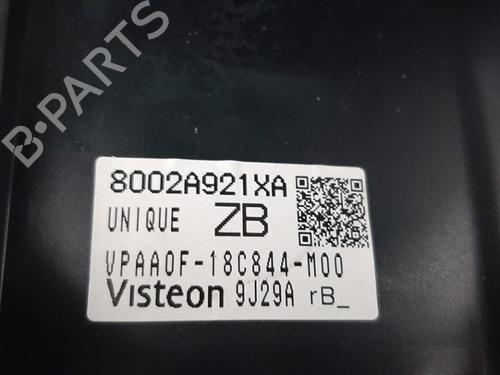 B-PARTS
8002A921XA
UNIQUE ZB
VPAA0F-18C844-M00
Visteon 9J29A rB_